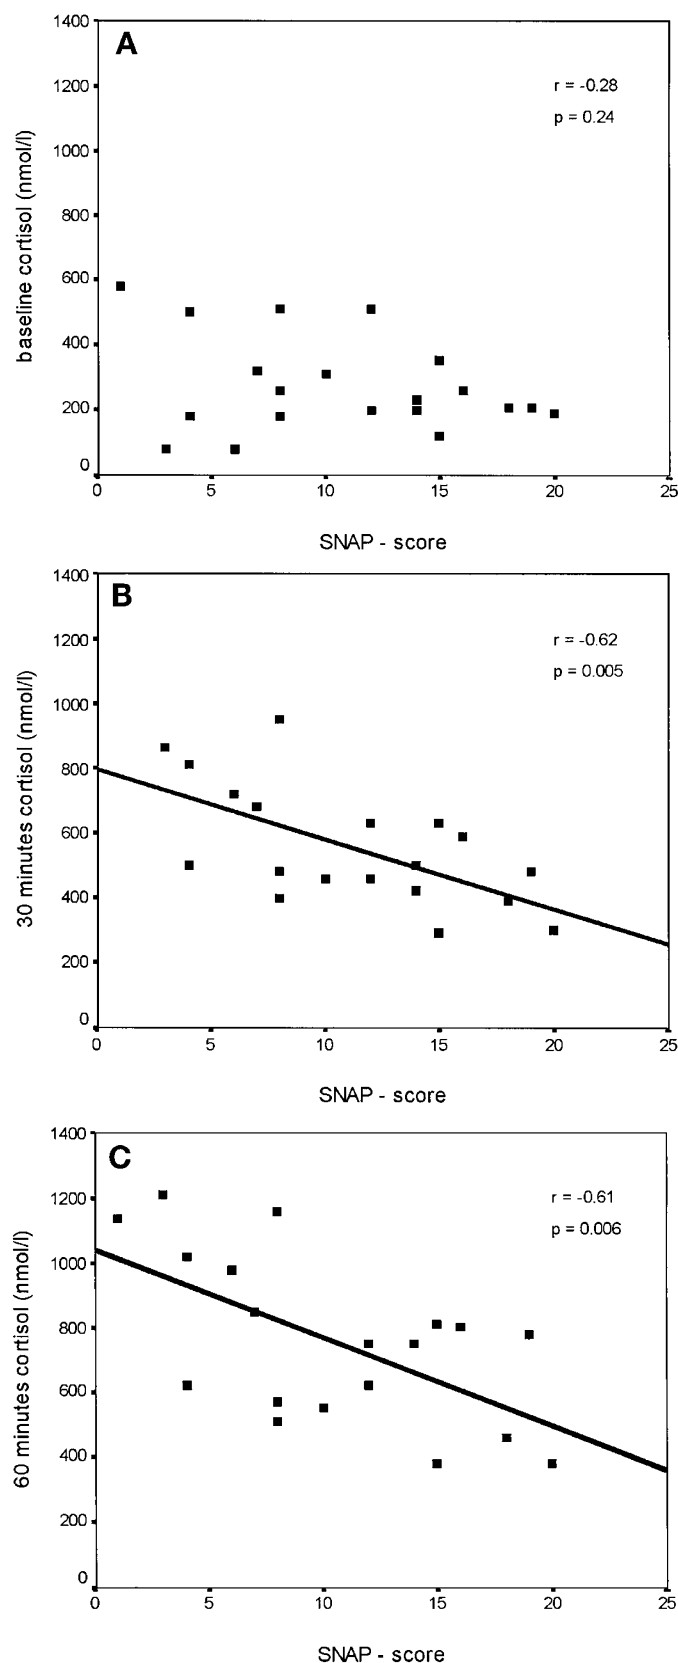 A
r = -0.28
p = 0.24
baseline cortisol (nmol/l)
1400
1200
1000
800
600
400
200
0
0 5 10 15 20 25
SNAP - score
B
r = -0.62
p = 0.005
30 minutes cortisol (nmol/l)
1400
1200
1000
800
600
400
200
0
0 5 10 15 20 25
SNAP - score
C
r = -0.61
p = 0.006
60 minutes cortisol (nmol/l)
1400
1200
1000
800
600
400
200
0
0 5 10 15 20 25
SNAP - score